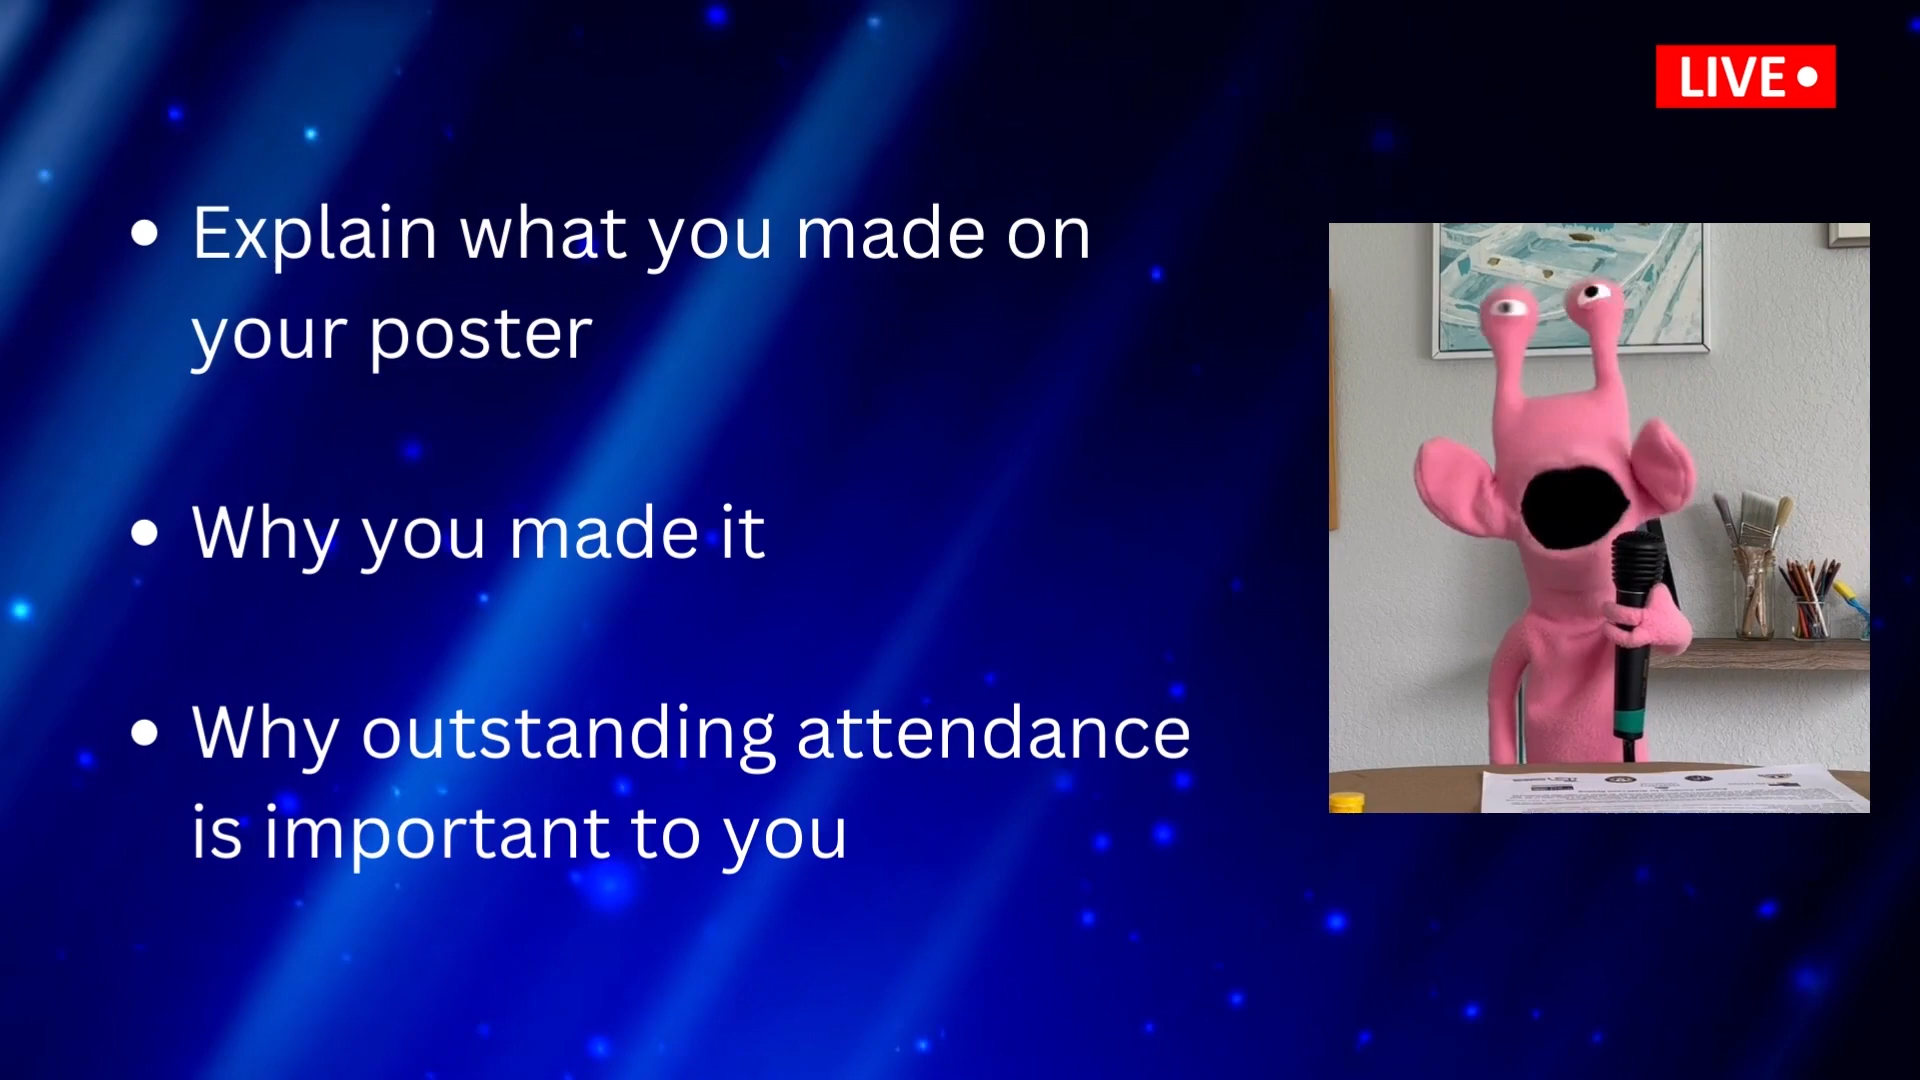 LIVE
Explain what you made on
your poster
Why you made it
Why outstanding attendance
is important to you